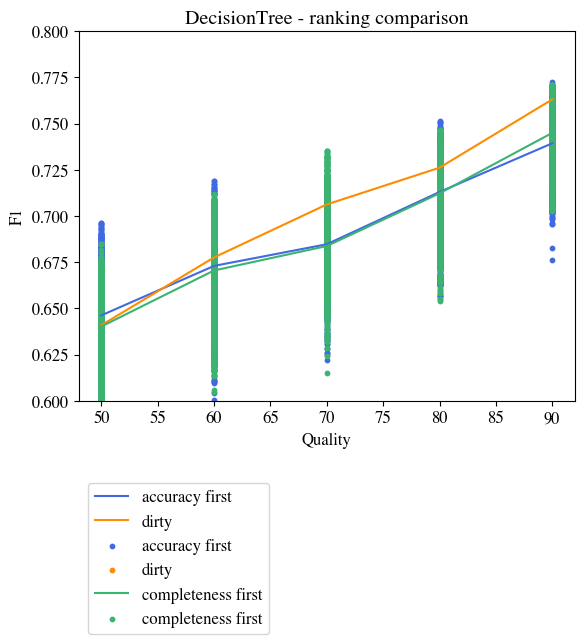 DecisionTree - ranking comparison
0.800
0.775
0.750
0.725
0.700
0.675
0.650
0.625
0.600
F1
50 55 60 65 70 75 80 85 90
Quality
accuracy first
dirty
accuracy first
dirty
completeness first
completeness first